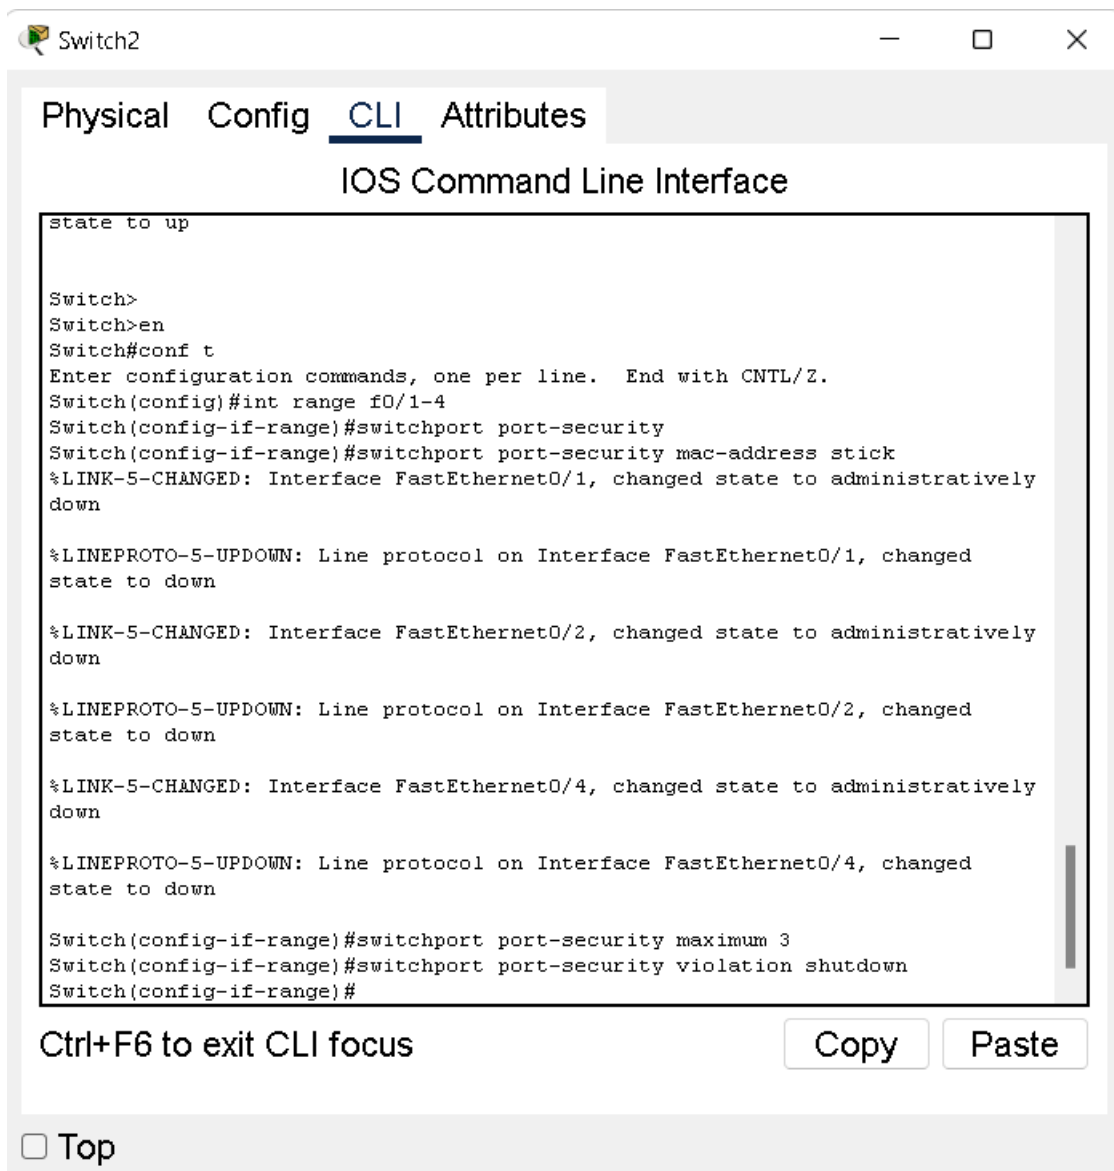 Switch2
Physical Config CLI Attributes
IOS Command Line Interface
state to up
Switch>
Switch>en
Switch#conf t
Enter configuration commands, one per line.  End with CNTL/Z.
Switch(config)#int range f0/1-4
Switch(config-if-range)#switchport port-security
Switch(config-if-range)#switchport port-security mac-address stick
%LINK-5-CHANGED: Interface FastEthernet0/1, changed state to administratively
down
%LINEPROTO-5-UPDOWN: Line protocol on Interface FastEthernet0/1, changed
state to down
%LINK-5-CHANGED: Interface FastEthernet0/2, changed state to administratively
down
%LINEPROTO-5-UPDOWN: Line protocol on Interface FastEthernet0/2, changed
state to down
%LINK-5-CHANGED: Interface FastEthernet0/4, changed state to administratively
down
%LINEPROTO-5-UPDOWN: Line protocol on Interface FastEthernet0/4, changed
state to down
Switch(config-if-range)#switchport port-security maximum 3
Switch(config-if-range)#switchport port-security violation shutdown
Switch(config-if-range)#
Ctrl+F6 to exit CLI focus
Copy
Paste
Top